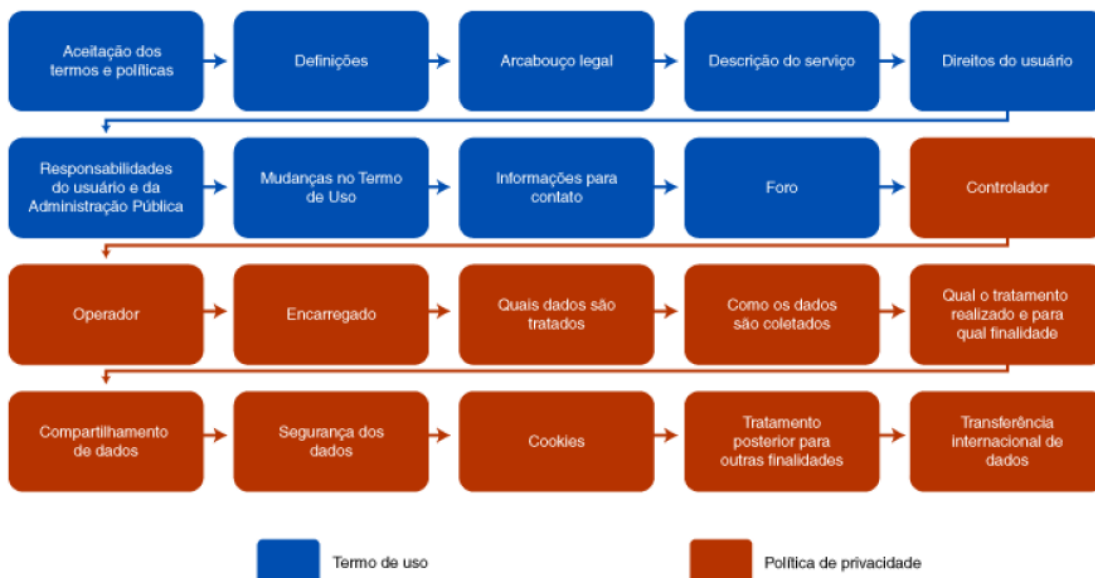 Aceitação dos
termos e políticas
Definições
Arcabouço legal
Descrição do serviço
Direitos do usuário
Responsabilidades
do usuário e da
Administração Pública
Mudanças no Termo
de Uso
Informações para
contato
Foro
Controlador
Operador
Encarregado
Quais dados são
tratados
Como os dados
são coletados
Qual o tratamento
realizado e para
qual finalidade
Compartilhamento
de dados
Segurança dos
dados
Cookies
Tratamento
posterior para
outras finalidades
Transferência
internacional de
dados
Termo de uso
Política de privacidade